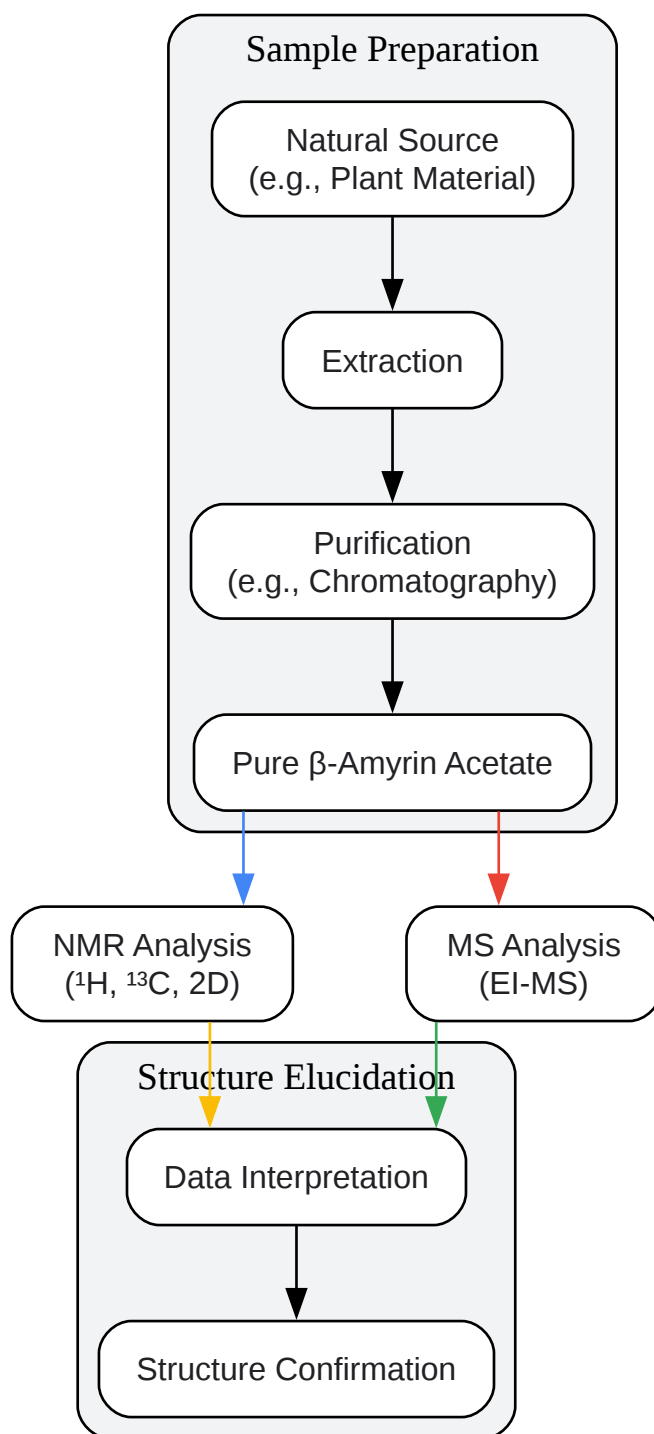 Sample Preparation
Natural Source
(e.g., Plant Material)
Extraction
Purification
(e.g., Chromatography)
Pure β-Amyrin Acetate
NMR Analysis
(¹H, ¹³C, 2D)
MS Analysis
(EI-MS)
Structure Elucidation
Data Interpretation
Structure Confirmation